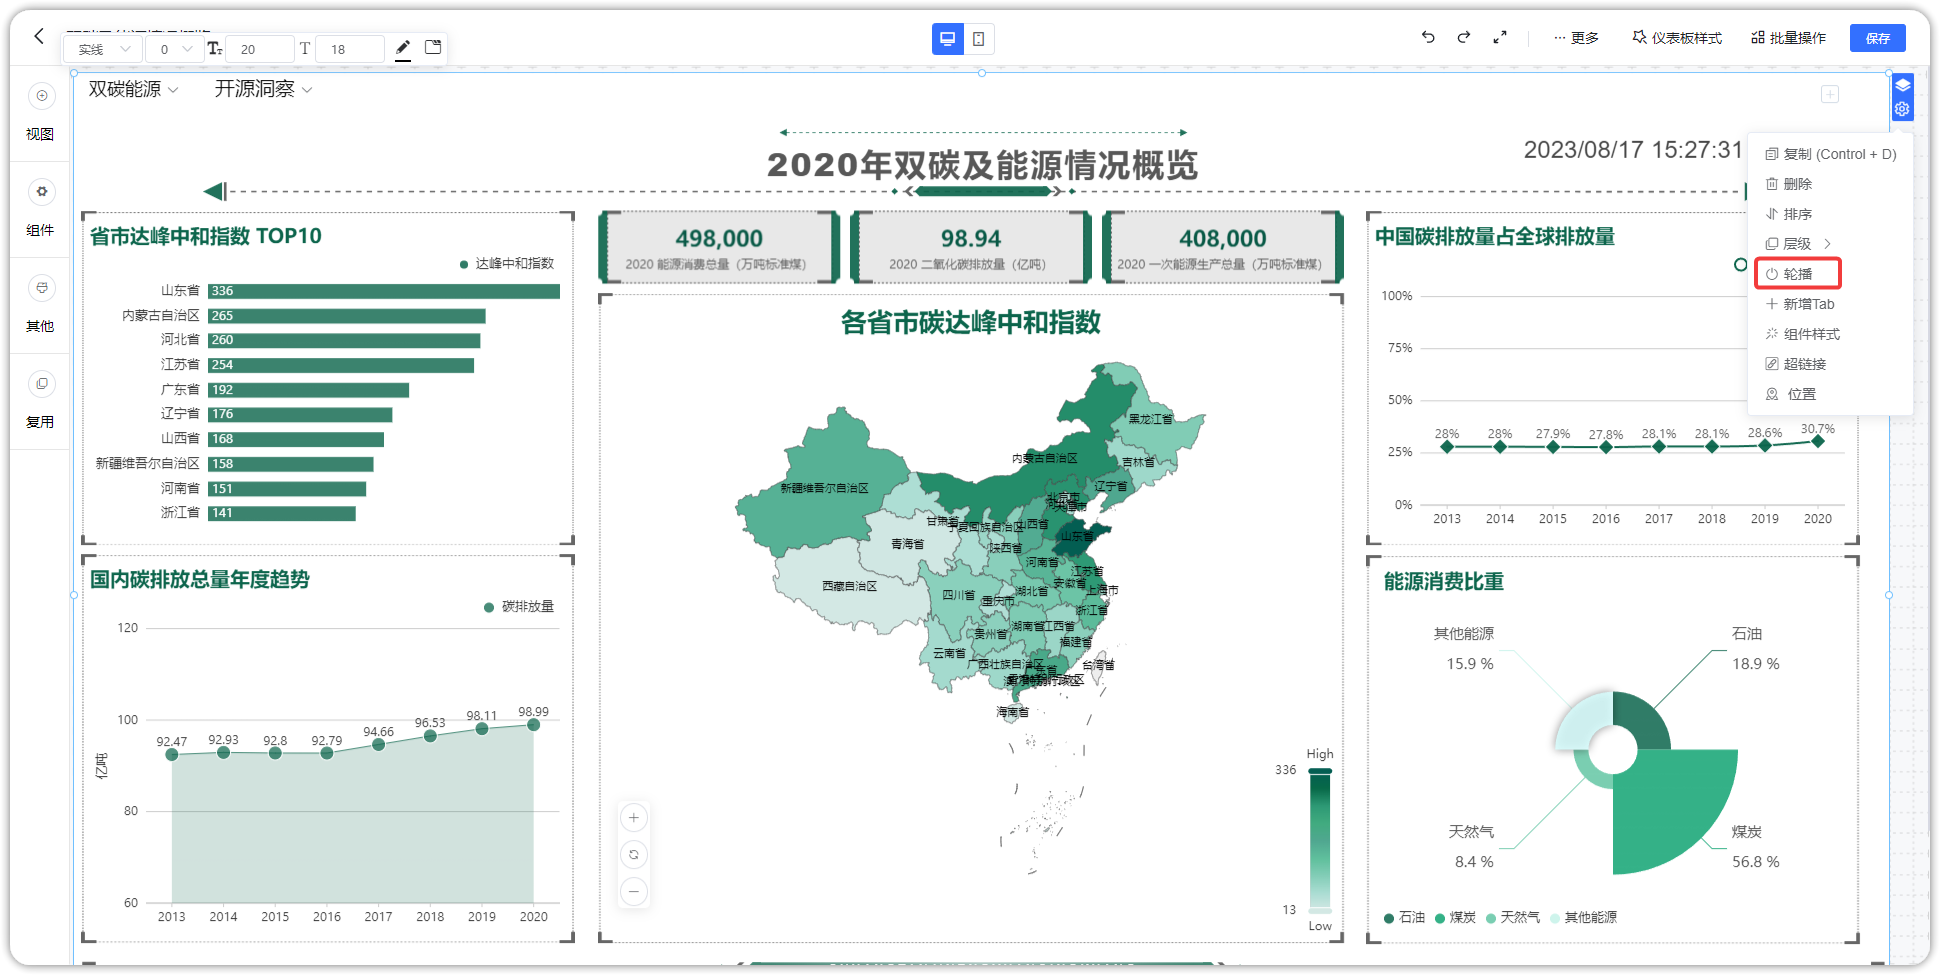 实线
0
20
18
更多
仪表板样式
批量操作
保存
视图
组件
其他
复用
双碳能源
开源洞察
2020年双碳及能源情况概览
2023/08/17 15:27:31
复制 (Control + D)
删除
排序
层级
轮播
新增Tab
组件样式
超链接
位置
省市达峰中和指数 TOP10
达峰中和指数
山东省 336
内蒙古自治区 265
河北省 260
江苏省 254
广东省 192
辽宁省 176
山西省 168
新疆维吾尔自治区 158
河南省 151
浙江省 141
498,000
2020 能源消费总量（万吨标准煤）
98.94
2020 二氧化碳排放量（亿吨）
408,000
2020 一次能源生产总量（万吨标准煤）
各省市碳达峰中和指数
黑龙江省
内蒙古自治区
吉林省
新疆维吾尔自治区
辽宁省
北京市
甘肃省
宁夏回族自治区
山西省
山东省
青海省
陕西省
河南省
江苏省
西藏自治区
安徽省
四川省
湖北省
上海市
重庆市
浙江省
湖南省
江西省
贵州省
福建省
云南省
广西壮族自治区
台湾省
海南省
High
336
13
Low
中国碳排放量占全球排放量
100%
75%
50%
25%
0%
28%
28%
27.9%
27.8%
28.1%
28.1%
28.6%
30.7%
2013
2014
2015
2016
2017
2018
2019
2020
国内碳排放总量年度趋势
碳排放量
120
100
80
60
亿吨
92.47
92.93
92.8
92.79
94.66
96.53
98.11
98.99
2013
2014
2015
2016
2017
2018
2019
2020
能源消费比重
其他能源
15.9 %
石油
18.9 %
天然气
8.4 %
煤炭
56.8 %
石油
煤炭
天然气
其他能源